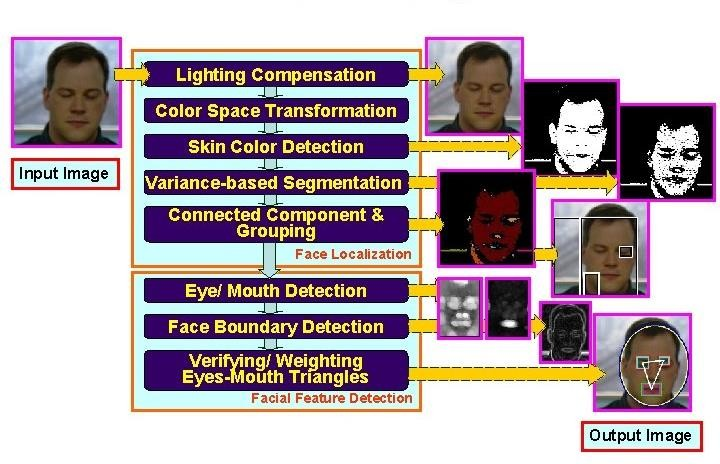 Lighting Compensation
Color Space Transformation
Skin Color Detection
Input Image
Variance-based Segmentation
Connected Component &
Grouping
Face Localization
Eye/ Mouth Detection
Face Boundary Detection
Verifying/ Weighting
Eyes-Mouth Triangles
Facial Feature Detection
Output Image